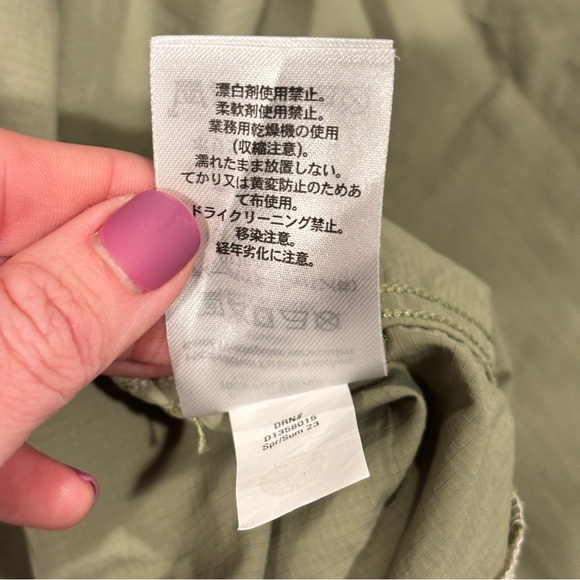 漂白剤使用禁止。
柔軟剤使用禁止。
業務用乾燥機の使用
(収縮注意)。
濡れたまま放置しない。
てかり又は黄変防止のためあ
て布使用。
ドライクリーニング禁止。
移染注意。
経年劣化に注意。
DRN#
D1358015
Spr/Sum 23